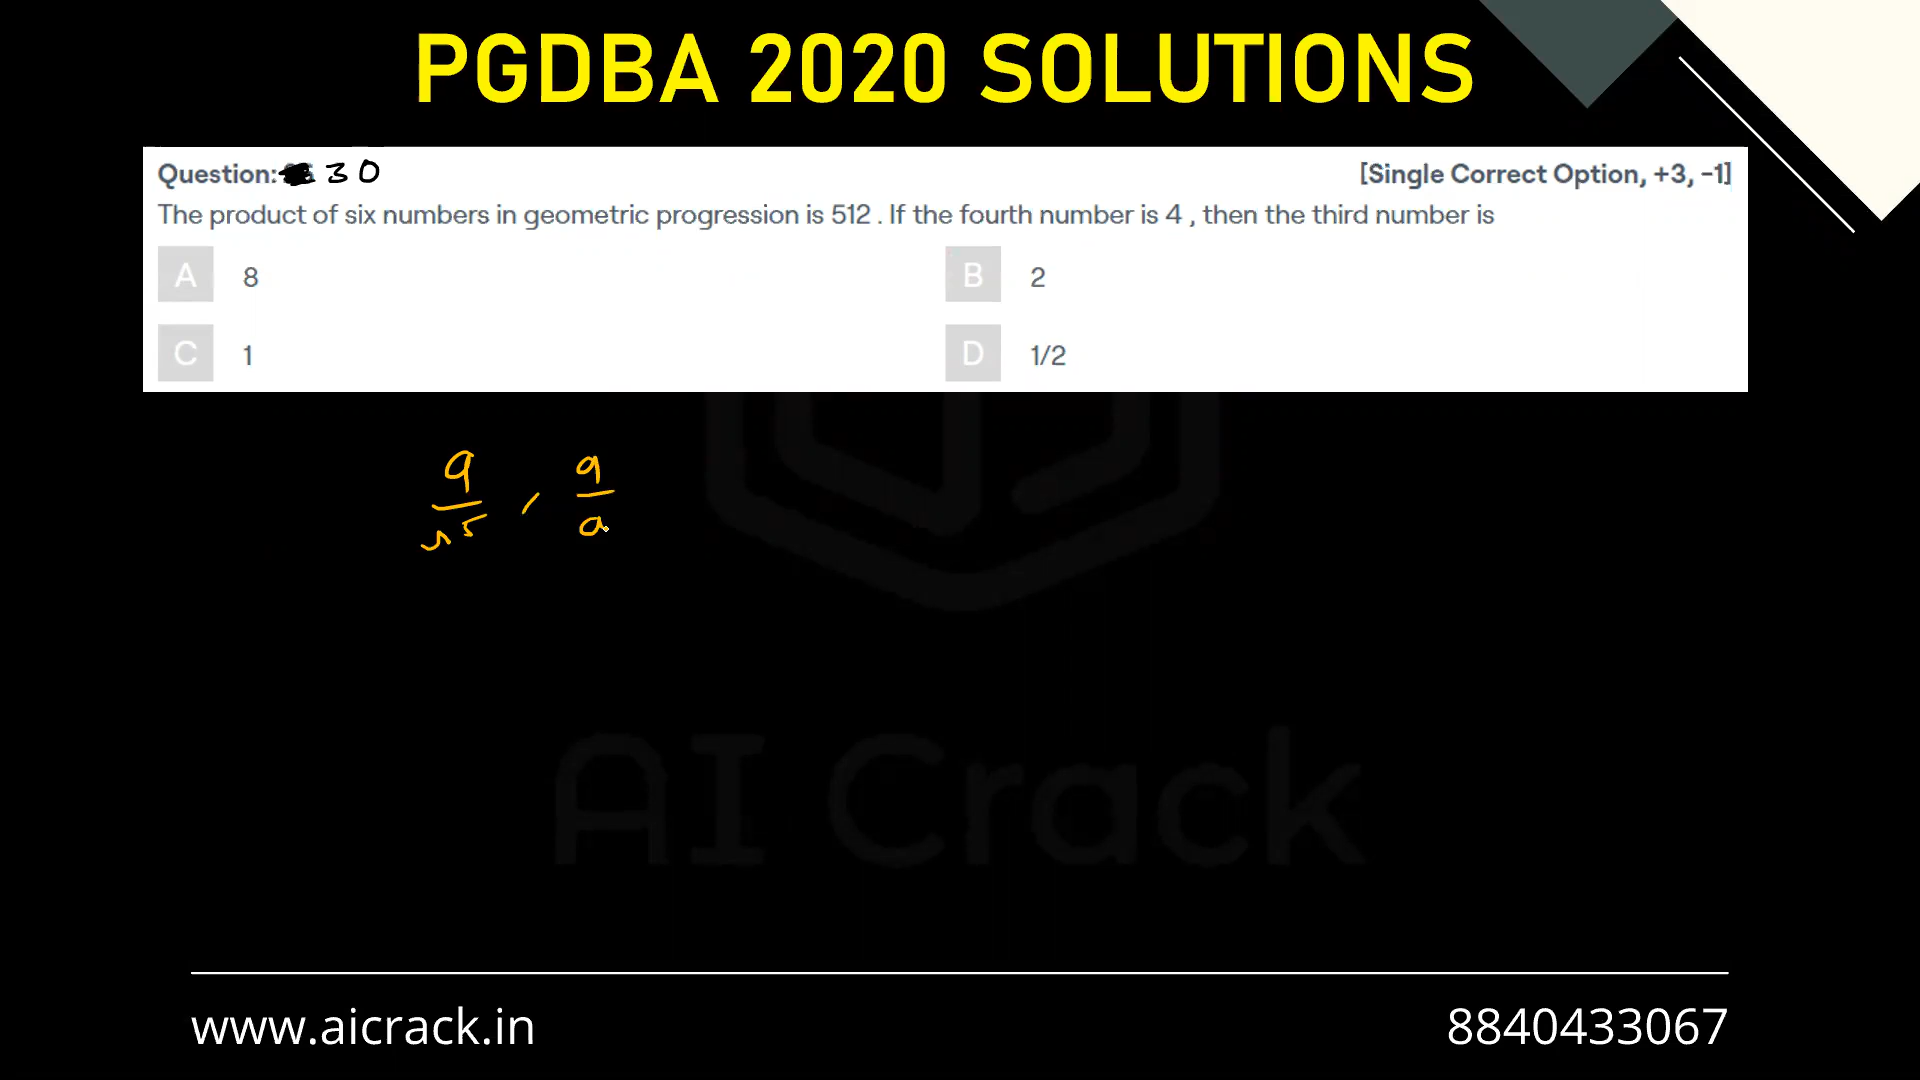 PGDBA 2020 SOLUTIONS
Question: 30 [Single Correct Option, +3, -1]
The product of six numbers in geometric progression is 512 . If the fourth number is 4 , then the third number is
A 8 B 2
C 1 D 1/2
a/r^5 , a/a
AI Crack
www.aicrack.in 8840433067